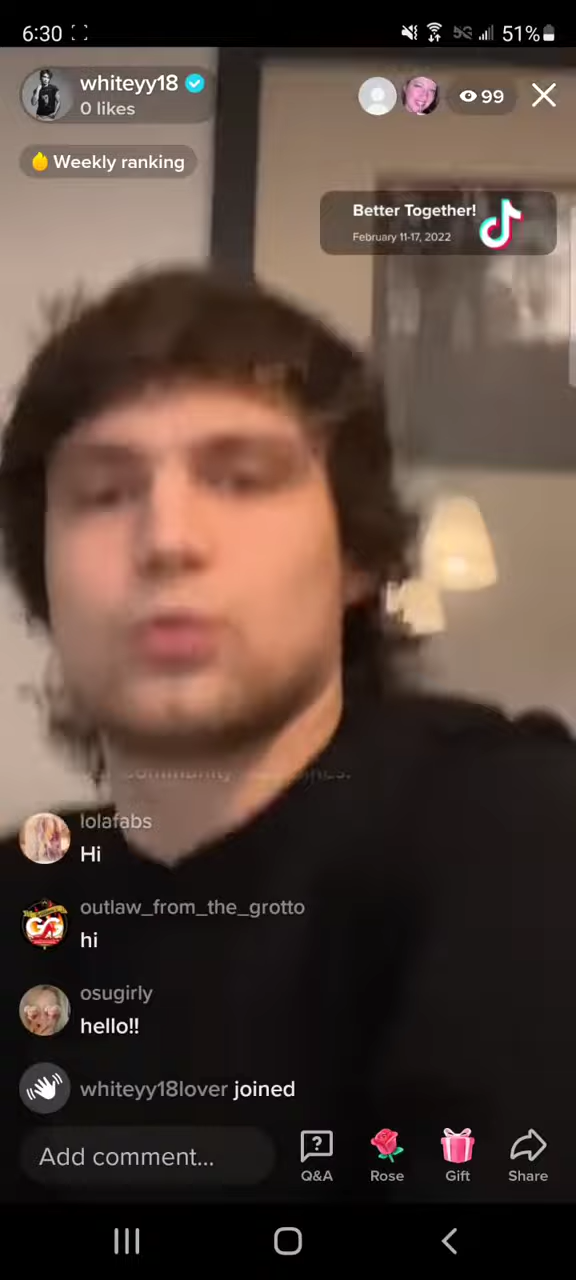 6:30
51%
whiteyy18
0 likes
99
Weekly ranking
Better Together!
February 11-17, 2022
community
lolafabs
Hi
outlaw_from_the_grotto
hi
osugirly
hello!!
whiteyy18lover joined
Add comment...
Q&A
Rose
Gift
Share